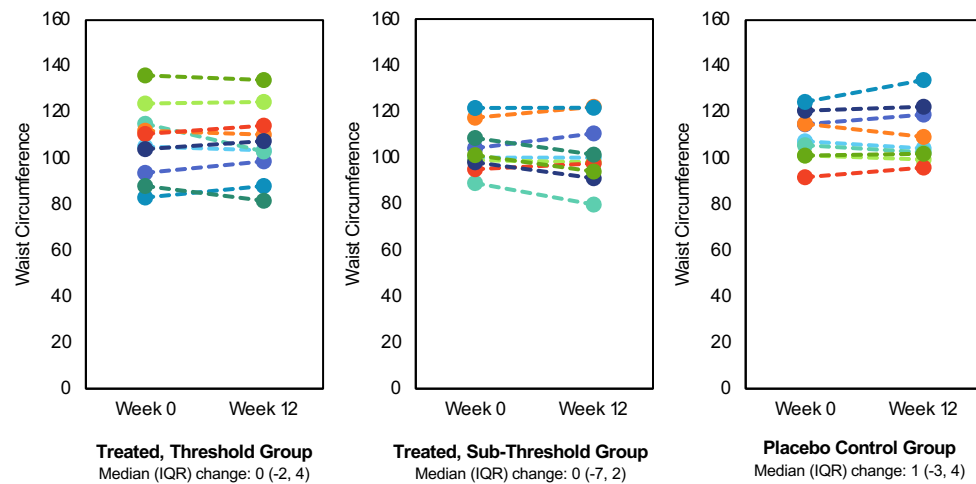 Waist Circumference
160
140
120
100
80
60
40
20
0
Week 0 Week 12
Treated, Threshold Group
Median (IQR) change: 0 (-2, 4)
Waist Circumference
160
140
120
100
80
60
40
20
0
Week 0 Week 12
Treated, Sub-Threshold Group
Median (IQR) change: 0 (-7, 2)
Waist Circumference
160
140
120
100
80
60
40
20
0
Week 0 Week 12
Placebo Control Group
Median (IQR) change: 1 (-3, 4)